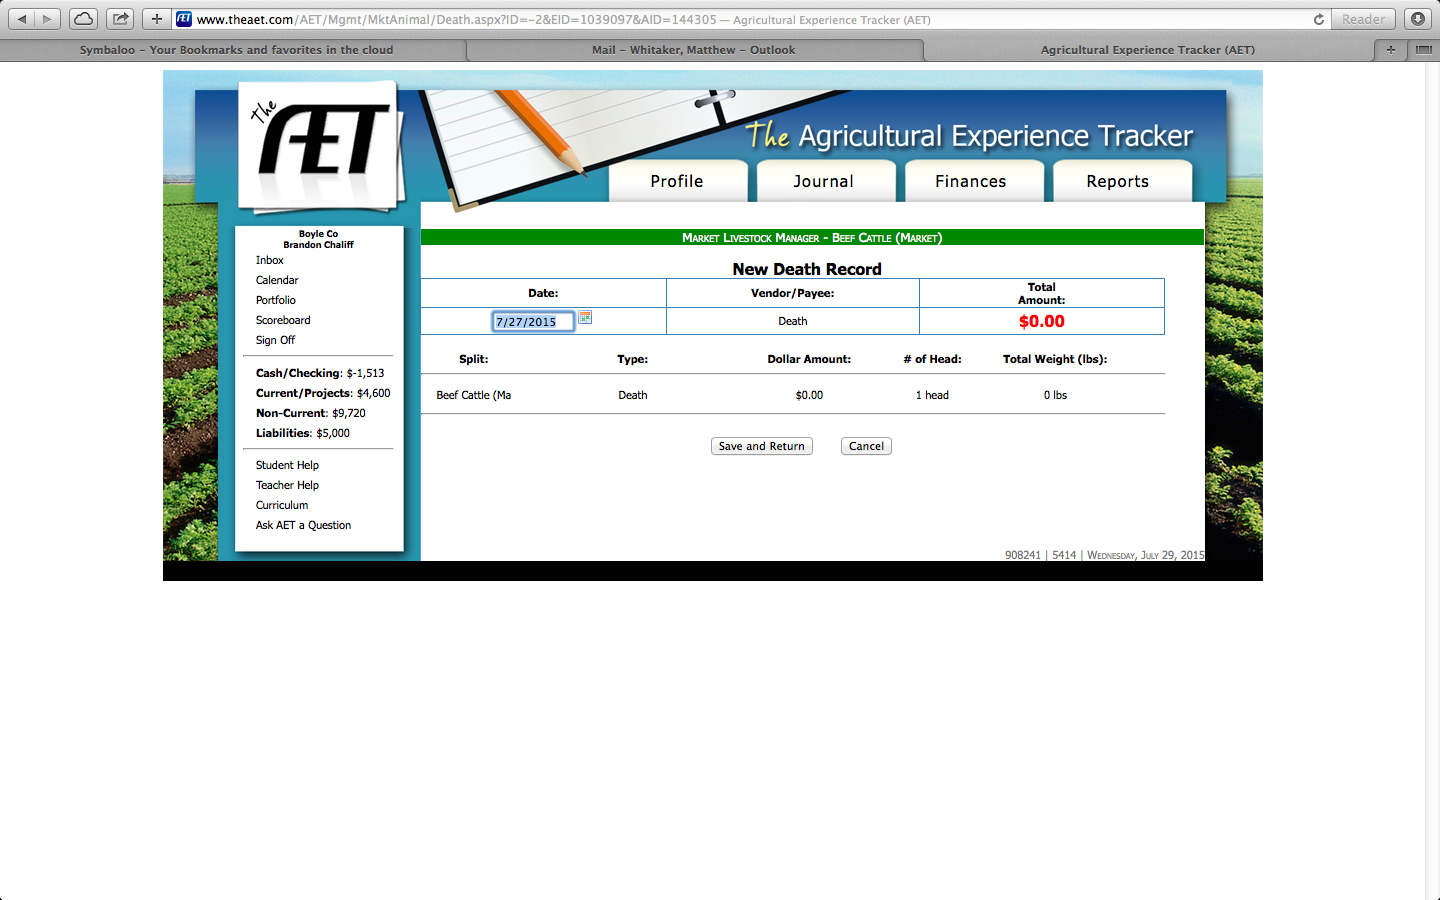 www.theaet.com/AET/Mgmt/MktAnimal/Death.aspx?ID=-2&EID=1039097&AID=144305 — Agricultural Experience Tracker (AET)
Reader
Symbaloo – Your Bookmarks and favorites in the cloud
Mail – Whitaker, Matthew – Outlook
Agricultural Experience Tracker (AET)
The AET
The Agricultural Experience Tracker
Profile
Journal
Finances
Reports
Boyle Co
Brandon Chaliff
Inbox
Calendar
Portfolio
Scoreboard
Sign Off
Cash/Checking: $-1,513
Current/Projects: $4,600
Non-Current: $9,720
Liabilities: $5,000
Student Help
Teacher Help
Curriculum
Ask AET a Question
Market Livestock Manager - Beef Cattle (Market)
New Death Record
Date:
Vendor/Payee:
Total
Amount:
7/27/2015
Death
$0.00
Split:
Type:
Dollar Amount:
# of Head:
Total Weight (lbs):
Beef Cattle (Ma
Death
$0.00
1 head
0 lbs
Save and Return
Cancel
908241 | 5414 | Wednesday, July 29, 2015